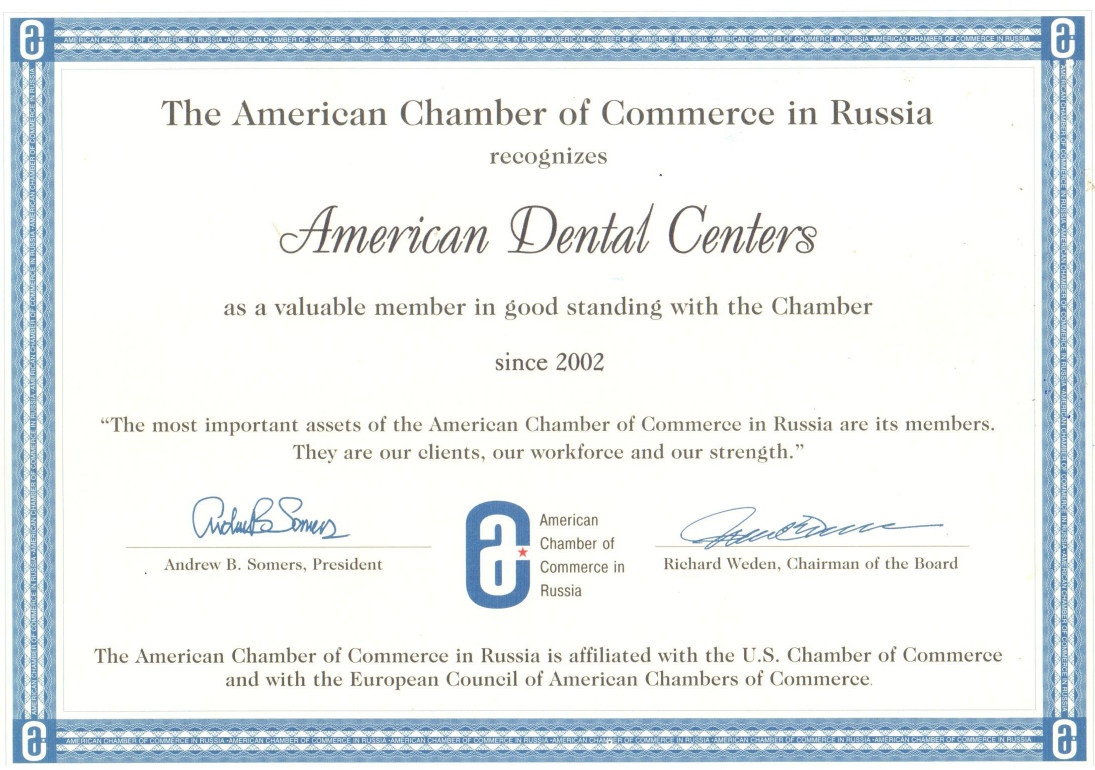 AMERICAN CHAMBER OF COMMERCE IN RUSSIA •AMERICAN CHAMBER OF COMMERCE IN RUSSIA •AMERICAN CHAMBER OF COMMERCE IN RUSSIA •AMERICAN CHAMBER OF COMMERCE IN RUSSIA •AMERICAN CHAMBER OF COMMERCE IN RUSSIA •AMERICAN CHAMBER OF COMMERCE IN RUSSIA
The American Chamber of Commerce in Russia
recognizes
American Dental Centers
as a valuable member in good standing with the Chamber
since 2002
“The most important assets of the American Chamber of Commerce in Russia are its members.
They are our clients, our workforce and our strength.”
Andrew B. Somers
Andrew B. Somers, President
a
American
Chamber of
Commerce in
Russia
Richard Weden, Chairman of the Board
The American Chamber of Commerce in Russia is affiliated with the U.S. Chamber of Commerce
and with the European Council of American Chambers of Commerce.
AMERICAN CHAMBER OF COMMERCE IN RUSSIA •AMERICAN CHAMBER OF COMMERCE IN RUSSIA •AMERICAN CHAMBER OF COMMERCE IN RUSSIA •AMERICAN CHAMBER OF COMMERCE IN RUSSIA •AMERICAN CHAMBER OF COMMERCE IN RUSSIA •AMERICAN CHAMBER OF COMMERCE IN RUSSIA